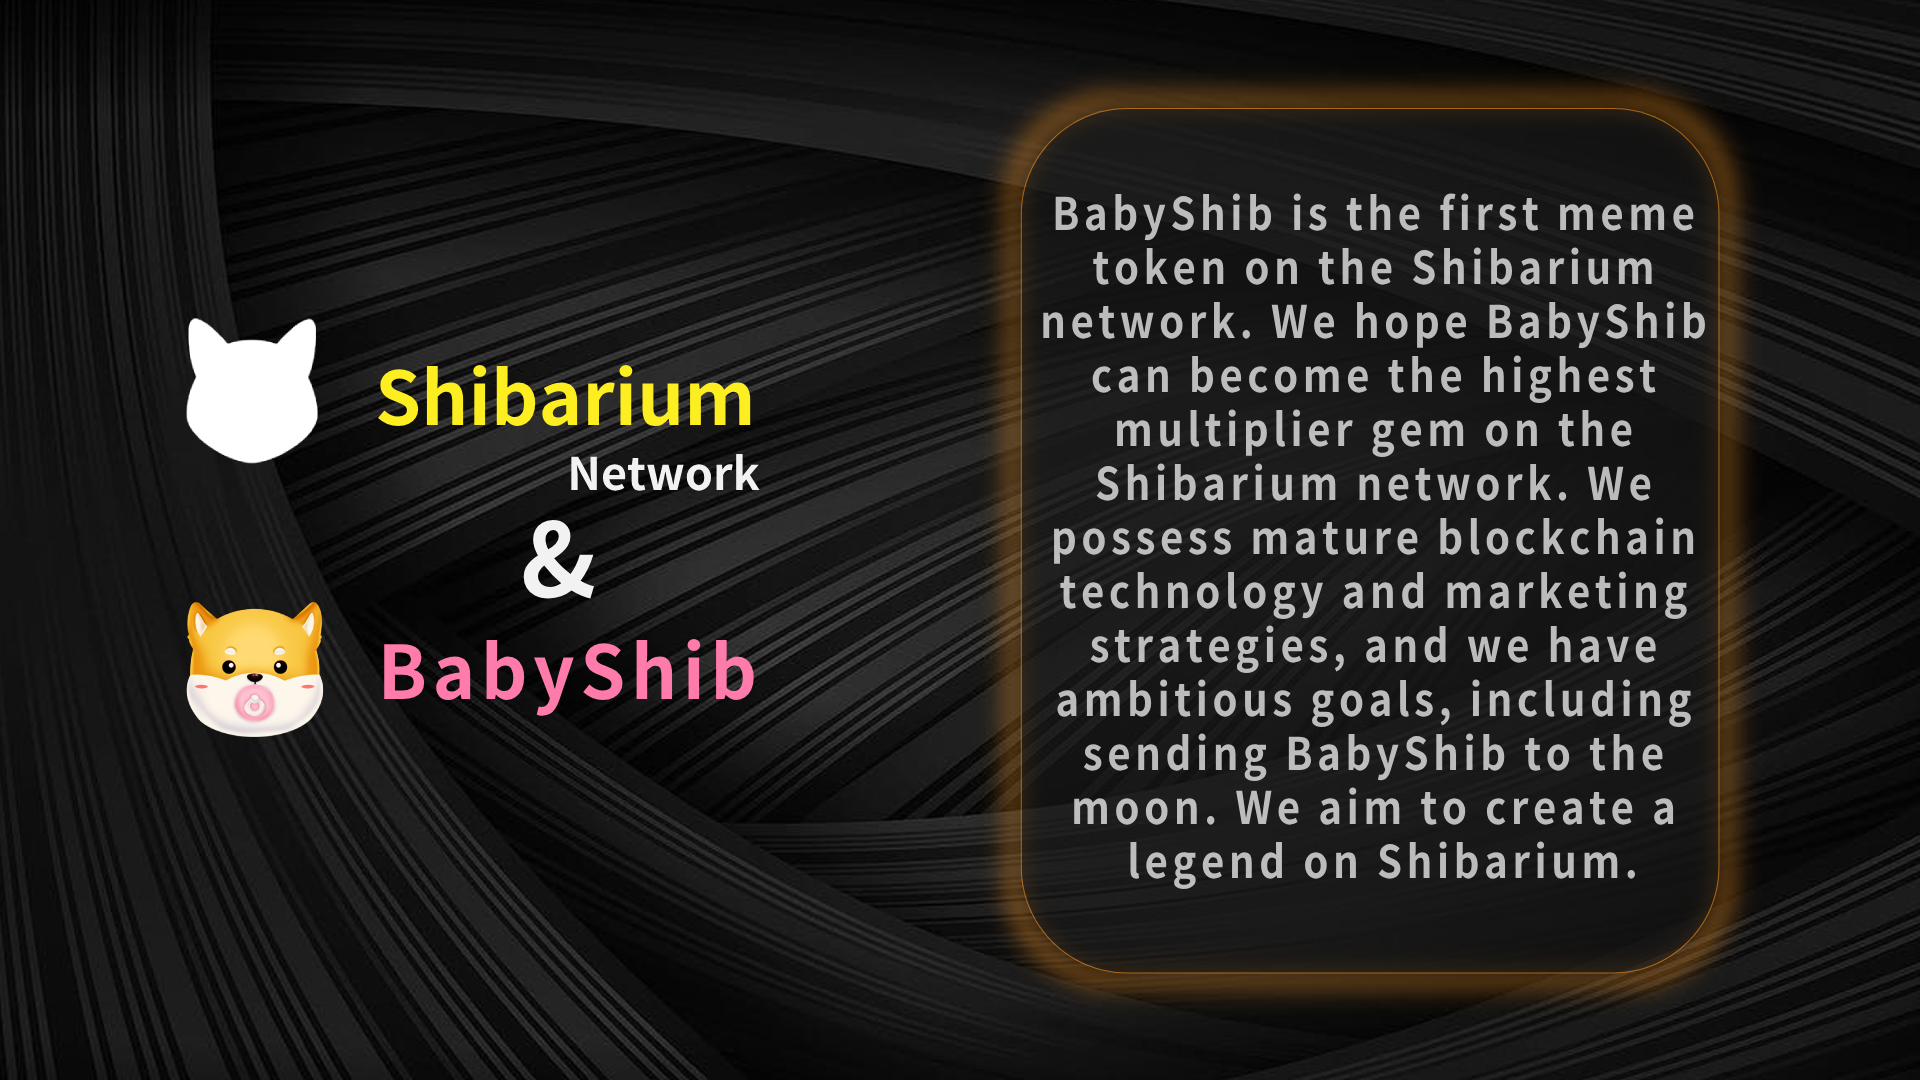 Shibarium
Network
&
BabyShib
BabyShib is the first meme
token on the Shibarium
network. We hope BabyShib
can become the highest
multiplier gem on the
Shibarium network. We
possess mature blockchain
technology and marketing
strategies, and we have
ambitious goals, including
sending BabyShib to the
moon. We aim to create a
legend on Shibarium.